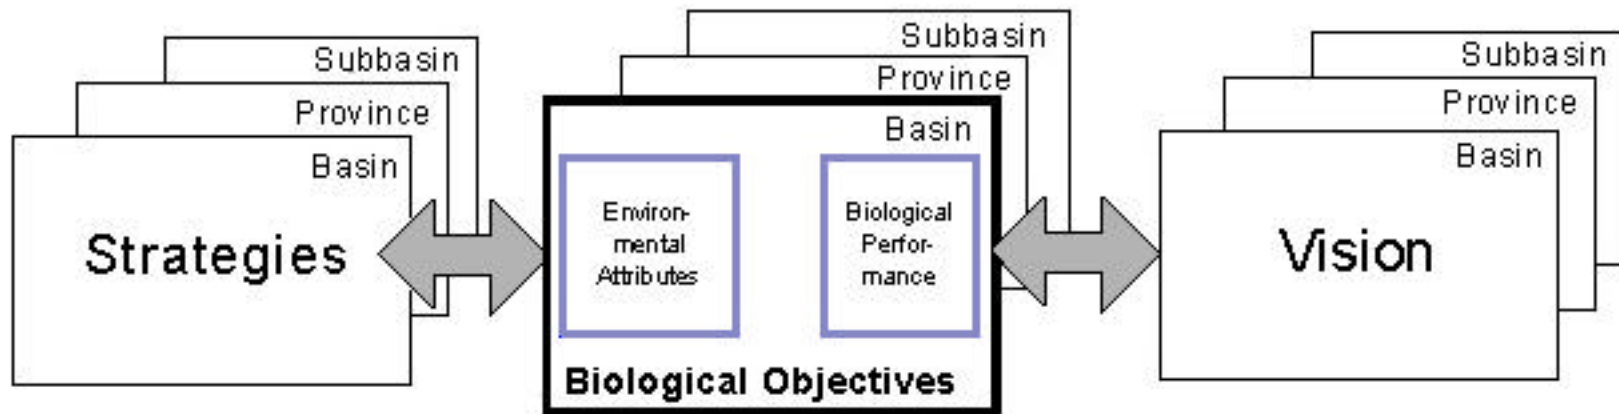 Subbasin
Province
Basin
Strategies
Subbasin
Province
Basin
Environ-
mental
Attributes
Biological
Perfor-
mance
Biological Objectives
Subbasin
Province
Basin
Vision